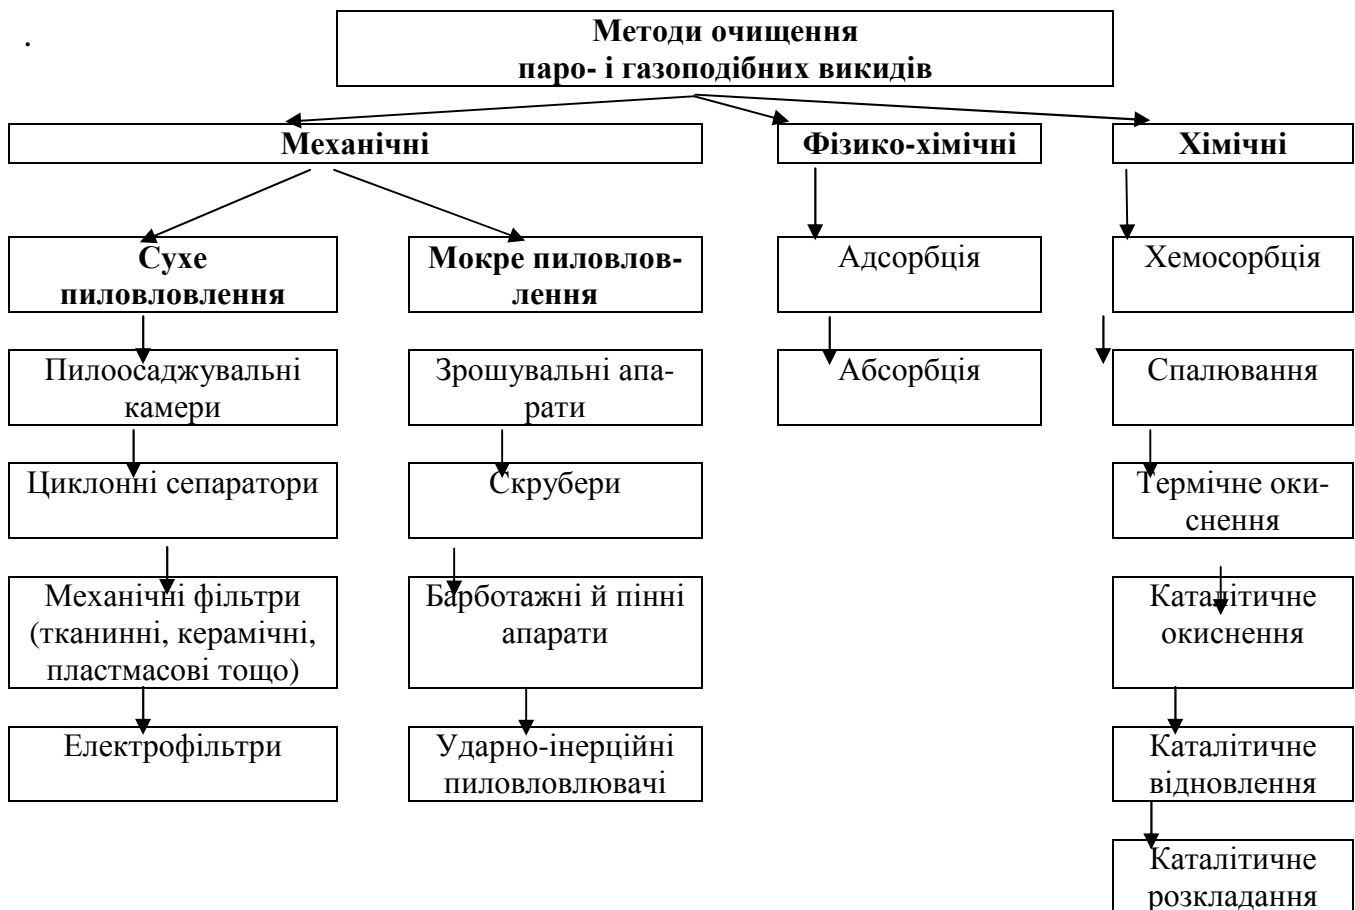 .
Методи очищення
паро- і газоподібних викидів
Механічні
Фізико-хімічні
Хімічні
Сухе
пиловловлення
Мокре пиловлов-
лення
Адсорбція
Хемосорбція
Пилоосаджувальні
камери
Зрошувальні апа-
рати
Абсорбція
Спалювання
Циклонні сепаратори
Скрубери
Термічне оки-
снення
Механічні фільтри
(тканинні, керамічні,
пластмасові тощо)
Барботажні й пінні
апарати
Каталітичне
окиснення
Електрофільтри
Ударно-інерційні
пиловловлювачі
Каталітичне
відновлення
Каталітичне
розкладання